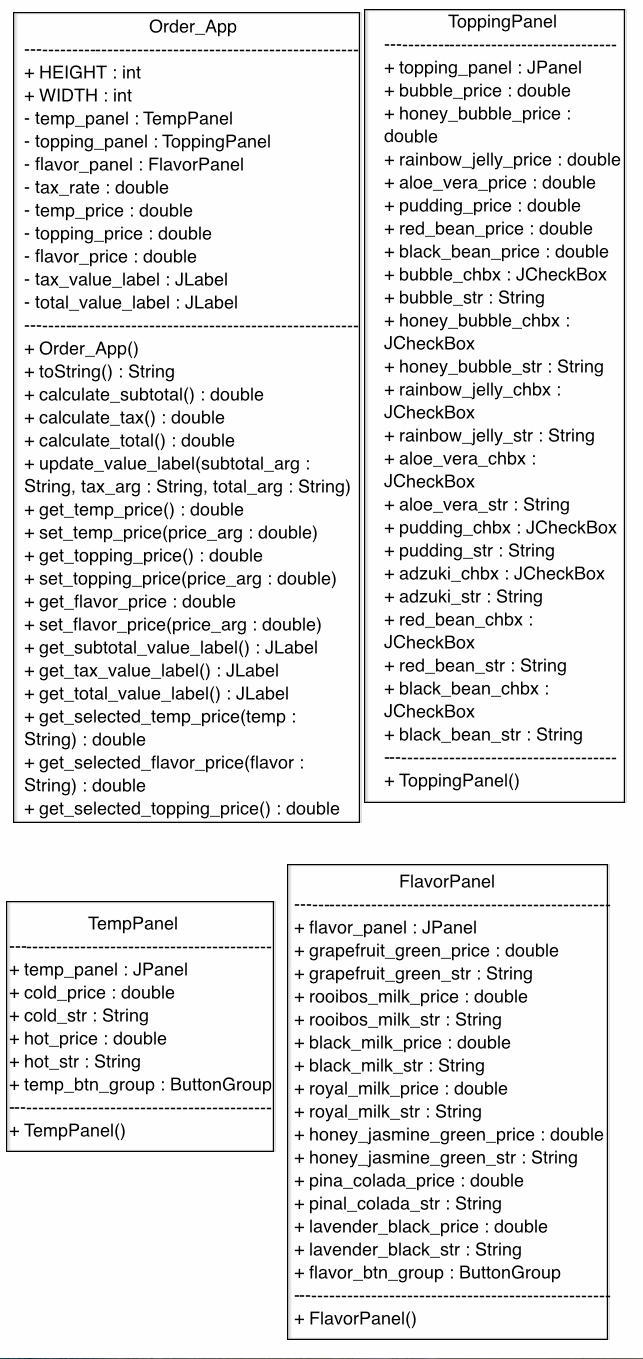 Order_App
--------------------------------------------------------
+ HEIGHT : int
+ WIDTH : int
- temp_panel : TempPanel
- topping_panel : ToppingPanel
- flavor_panel : FlavorPanel
- tax_rate : double
- temp_price : double
- topping_price : double
- flavor_price : double
- tax_value_label : JLabel
- total_value_label : JLabel
--------------------------------------------------------
+ Order_App()
+ toString() : String
+ calculate_subtotal() : double
+ calculate_tax() : double
+ calculate_total() : double
+ update_value_label(subtotal_arg :
String, tax_arg : String, total_arg : String)
+ get_temp_price() : double
+ set_temp_price(price_arg : double)
+ get_topping_price() : double
+ set_topping_price(price_arg : double)
+ get_flavor_price : double
+ set_flavor_price(price_arg : double)
+ get_subtotal_value_label() : JLabel
+ get_tax_value_label() : JLabel
+ get_total_value_label() : JLabel
+ get_selected_temp_price(temp :
String) : double
+ get_selected_flavor_price(flavor :
String) : double
+ get_selected_topping_price() : double
ToppingPanel
---------------------------------------
+ topping_panel : JPanel
+ bubble_price : double
+ honey_bubble_price :
double
+ rainbow_jelly_price : double
+ aloe_vera_price : double
+ pudding_price : double
+ red_bean_price : double
+ black_bean_price : double
+ bubble_chbx : JCheckBox
+ bubble_str : String
+ honey_bubble_chbx :
JCheckBox
+ honey_bubble_str : String
+ rainbow_jelly_chbx :
JCheckBox
+ rainbow_jelly_str : String
+ aloe_vera_chbx :
JCheckBox
+ aloe_vera_str : String
+ pudding_chbx : JCheckBox
+ pudding_str : String
+ adzuki_chbx : JCheckBox
+ adzuki_str : String
+ red_bean_chbx :
JCheckBox
+ red_bean_str : String
+ black_bean_chbx :
JCheckBox
+ black_bean_str : String
---------------------------------------
+ ToppingPanel()
TempPanel
--------------------------------------------
+ temp_panel : JPanel
+ cold_price : double
+ cold_str : String
+ hot_price : double
+ hot_str : String
+ temp_btn_group : ButtonGroup
--------------------------------------------
+ TempPanel()
FlavorPanel
-----------------------------------------------------
+ flavor_panel : JPanel
+ grapefruit_green_price : double
+ grapefruit_green_str : String
+ rooibos_milk_price : double
+ rooibos_milk_str : String
+ black_milk_price : double
+ black_milk_str : String
+ royal_milk_price : double
+ royal_milk_str : String
+ honey_jasmine_green_price : double
+ honey_jasmine_green_str : String
+ pina_colada_price : double
+ pinal_colada_str : String
+ lavender_black_price : double
+ lavender_black_str : String
+ flavor_btn_group : ButtonGroup
-----------------------------------------------------
+ FlavorPanel()